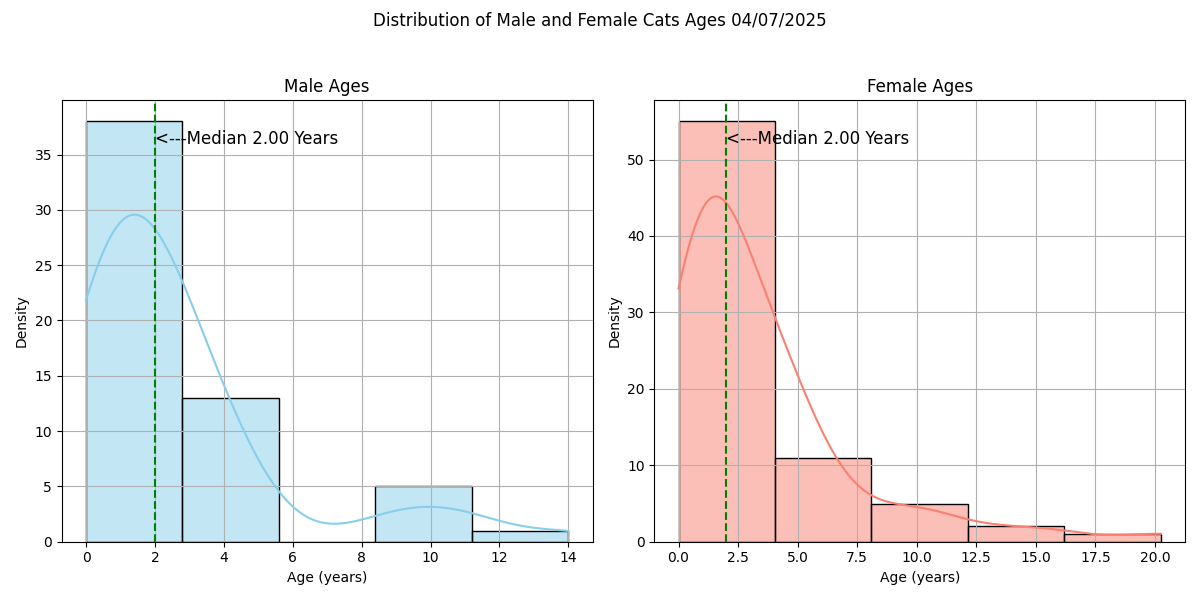 Distribution of Male and Female Cats Ages 04/07/2025
Male Ages
<---Median 2.00 Years
Density
35
30
25
20
15
10
5
0
0 2 4 6 8 10 12 14
Age (years)
Female Ages
<---Median 2.00 Years
Density
50
40
30
20
10
0
0.0 2.5 5.0 7.5 10.0 12.5 15.0 17.5 20.0
Age (years)